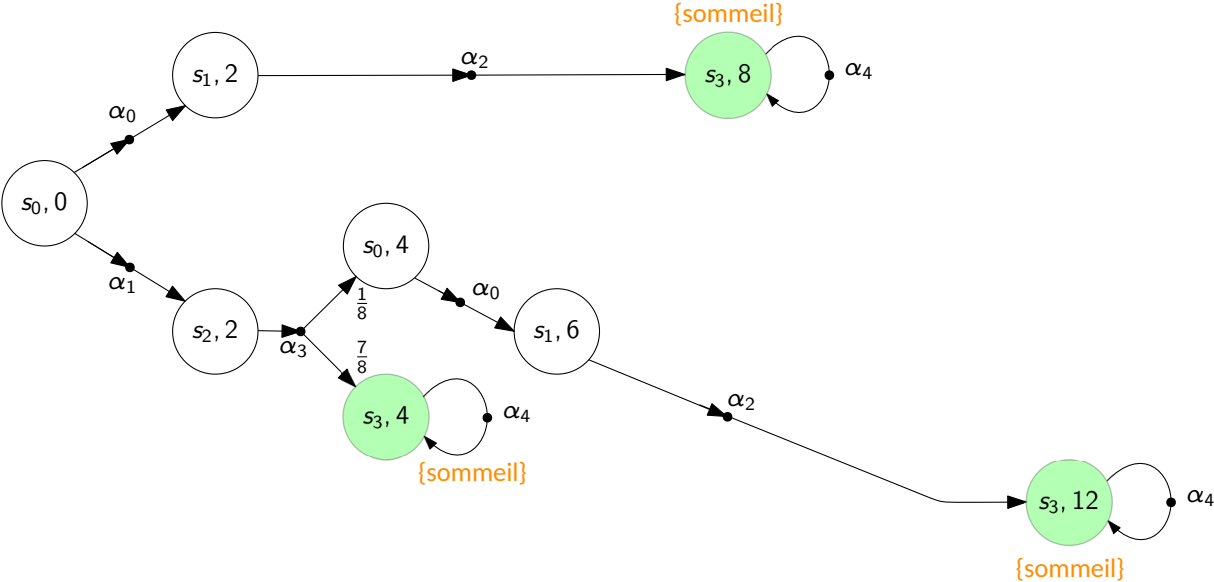 {sommeil}
s₁, 2
α₂
s₃, 8
α₄
α₀
s₀, 0
s₀, 4
α₁
1/8
α₀
s₂, 2
α₃
s₁, 6
7/8
s₃, 4
α₄
α₂
{sommeil}
s₃, 12
α₄
{sommeil}